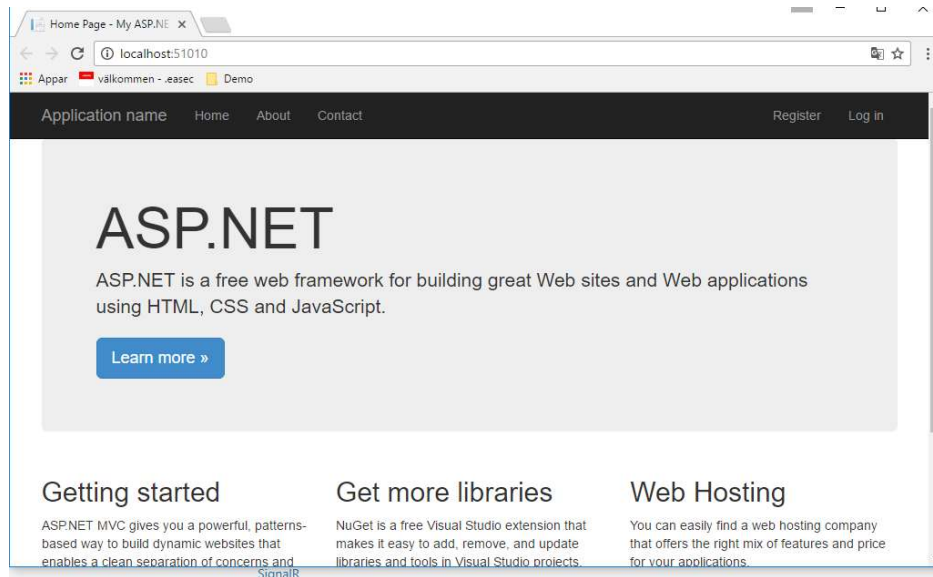 Home Page - My ASP.NE
localhost:51010
Appar välkommen - .easec Demo
Application name Home About Contact Register Log in
ASP.NET
ASP.NET is a free web framework for building great Web sites and Web applications
using HTML, CSS and JavaScript.
Learn more »
Getting started
ASP.NET MVC gives you a powerful, patterns-
based way to build dynamic websites that
enables a clean separation of concerns and
Get more libraries
NuGet is a free Visual Studio extension that
makes it easy to add, remove, and update
libraries and tools in Visual Studio projects.
Web Hosting
You can easily find a web hosting company
that offers the right mix of features and price
for your applications.
SignalR